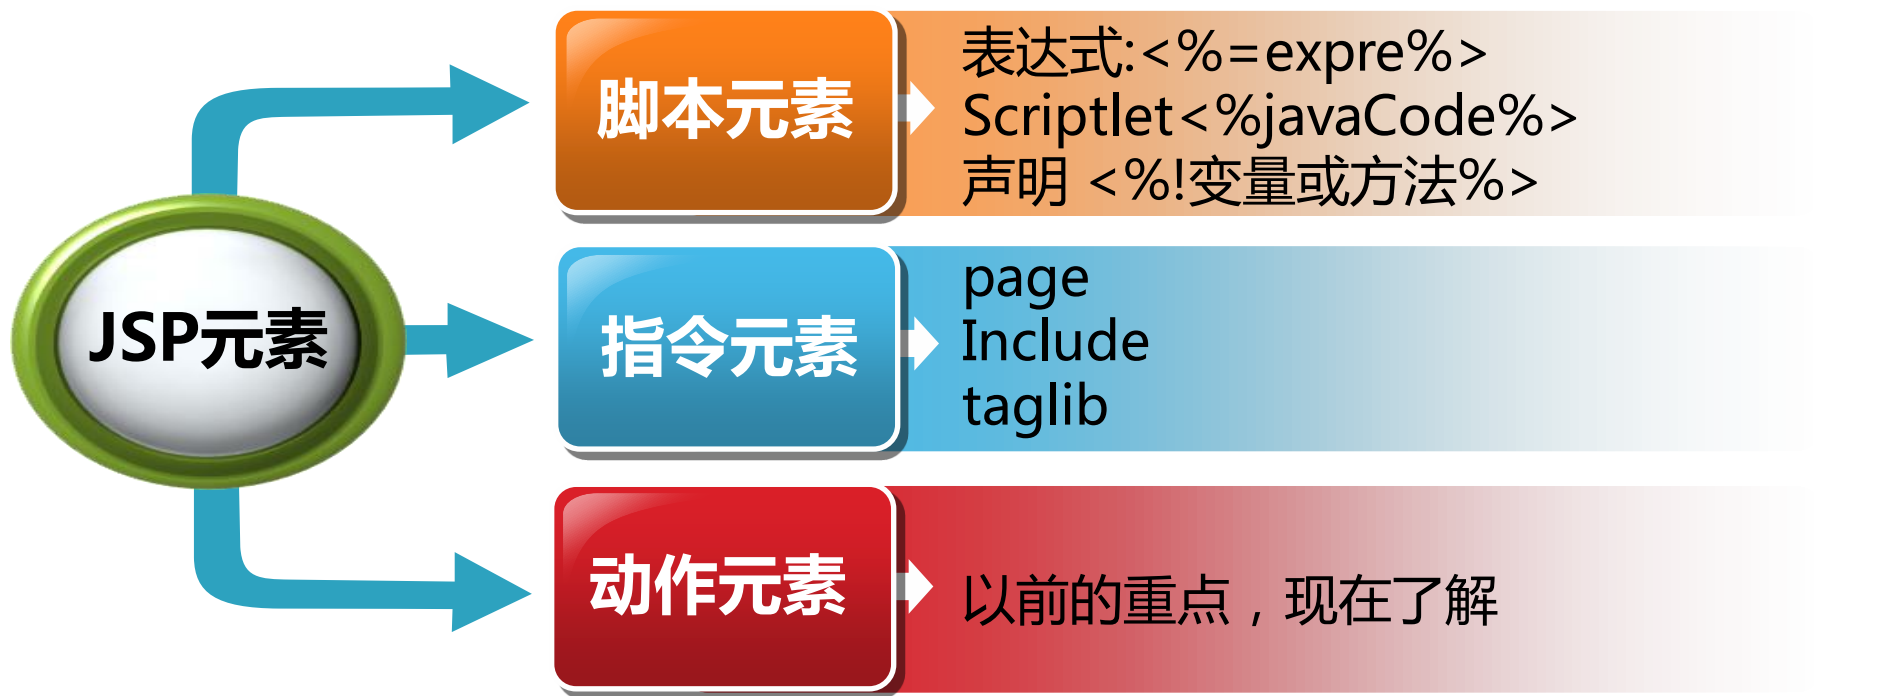 JSP元素
脚本元素
表达式:<%=expre%>
Scriptlet<%javaCode%>
声明 <%!变量或方法%>
指令元素
page
Include
taglib
动作元素
以前的重点，现在了解